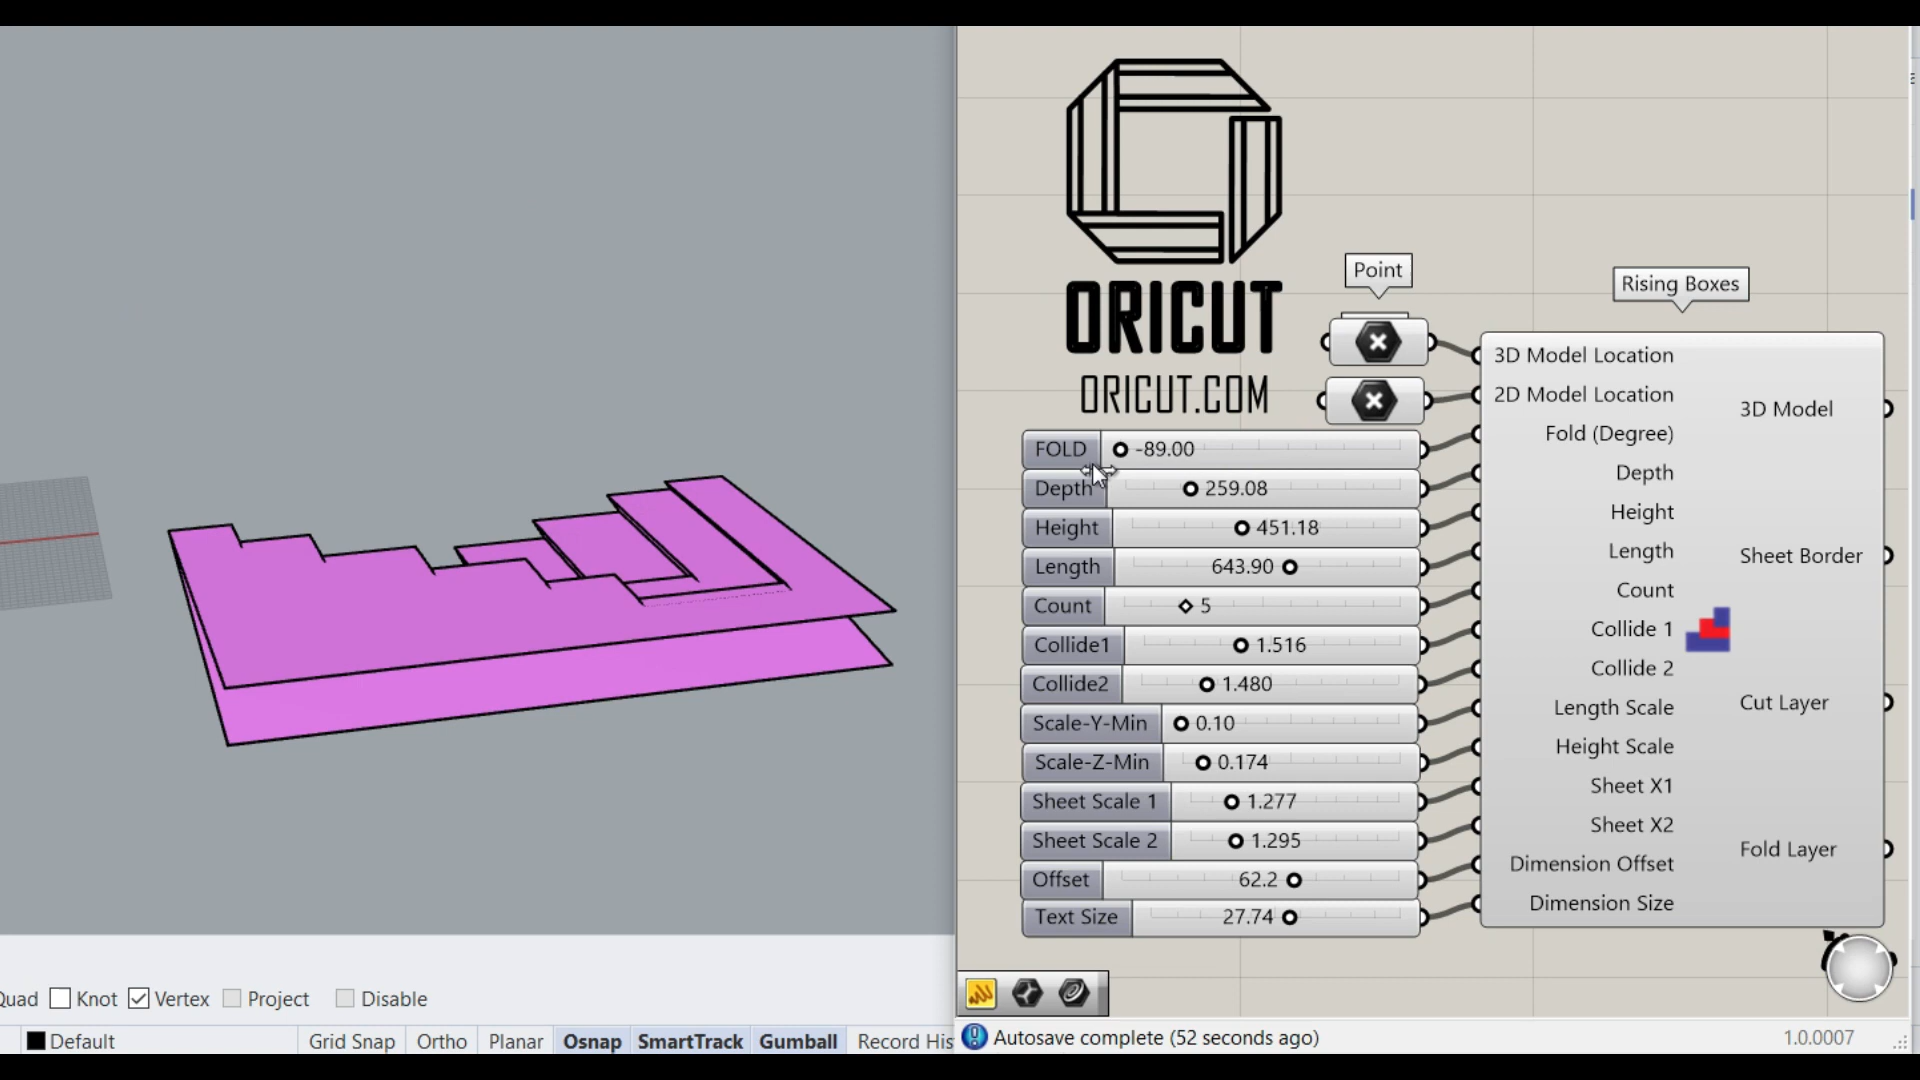 ORICUT
ORICUT.COM
Point
Rising Boxes
FOLD -89.00
Depth 259.08
Height 451.18
Length 643.90
Count 5
Collide1 1.516
Collide2 1.480
Scale-Y-Min 0.10
Scale-Z-Min 0.174
Sheet Scale 1 1.277
Sheet Scale 2 1.295
Offset 62.2
Text Size 27.74
3D Model Location
2D Model Location
Fold (Degree)
Depth
Height
Length
Count
Collide 1
Collide 2
Length Scale
Height Scale
Sheet X1
Sheet X2
Dimension Offset
Dimension Size
3D Model
Sheet Border
Cut Layer
Fold Layer
Quad Knot Vertex Project Disable
Default Grid Snap Ortho Planar Osnap SmartTrack Gumball Record His
Autosave complete (52 seconds ago) 1.0.0007